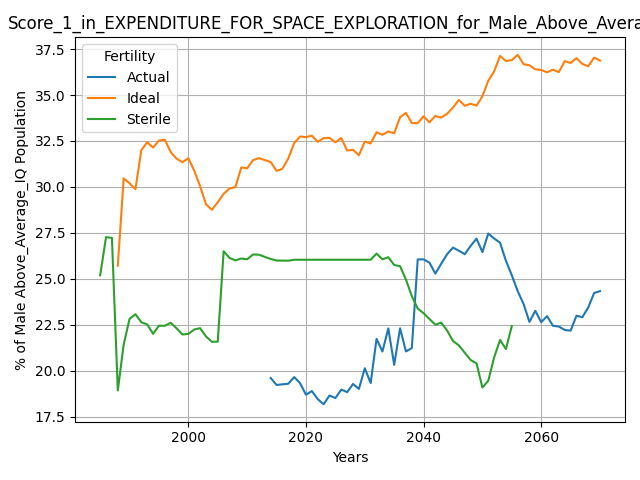 Score_1_in_EXPENDITURE_FOR_SPACE_EXPLORATION_for_Male_Above_Avera
Fertility
Actual
Ideal
Sterile
% of Male Above_Average_IQ Population
37.5
35.0
32.5
30.0
27.5
25.0
22.5
20.0
17.5
2000
2020
2040
2060
Years